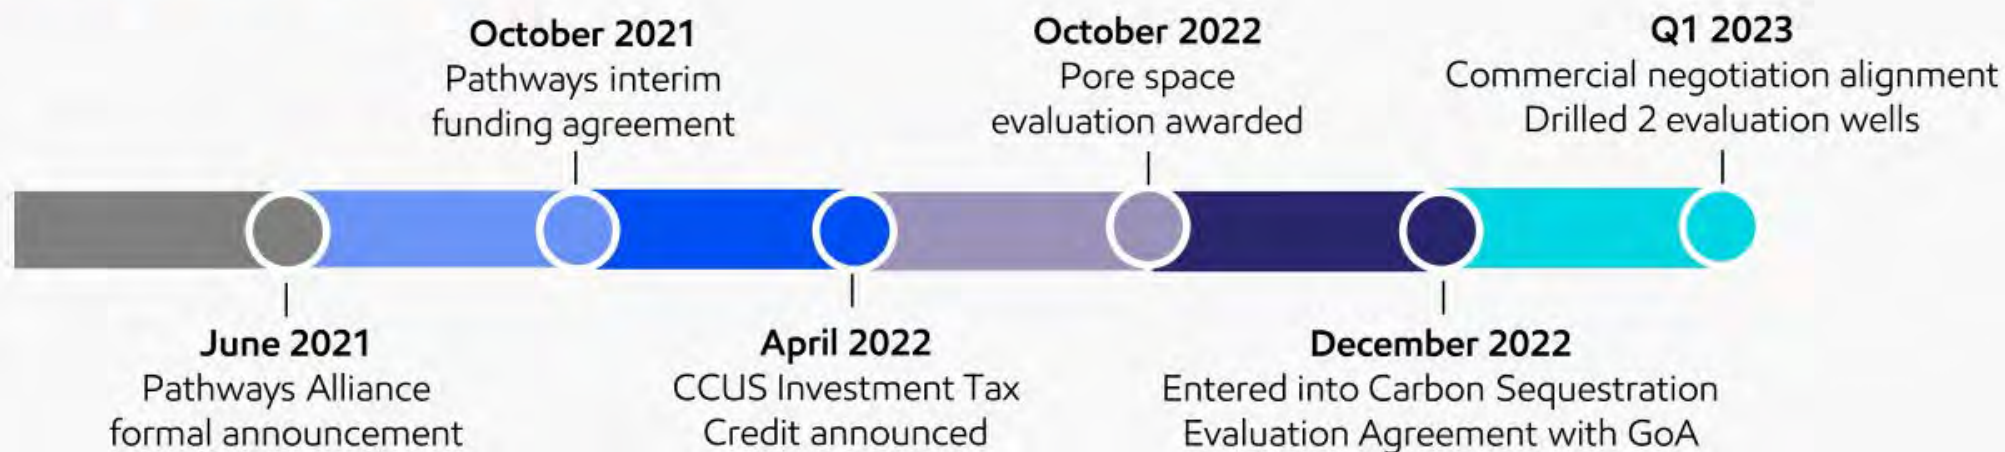 October 2021
Pathways interim
funding agreement
October 2022
Pore space
evaluation awarded
Q1 2023
Commercial negotiation alignment
Drilled 2 evaluation wells
June 2021
Pathways Alliance
formal announcement
April 2022
CCUS Investment Tax
Credit announced
December 2022
Entered into Carbon Sequestration
Evaluation Agreement with GoA